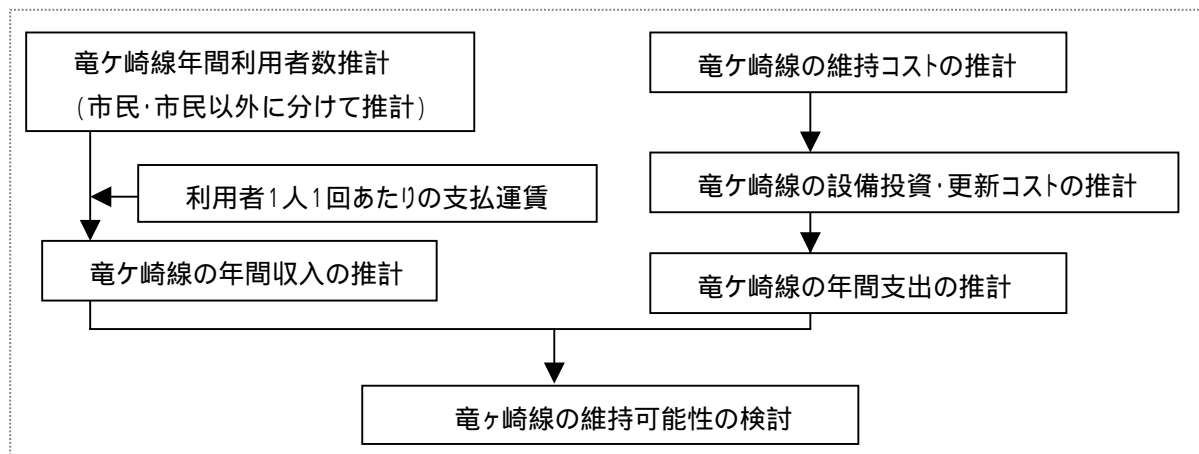 竜ケ崎線年間利用者数推計
(市民･市民以外に分けて推計)
利用者1人1回あたりの支払運賃
竜ケ崎線の年間収入の推計
竜ケ崎線の維持コストの推計
竜ケ崎線の設備投資･更新コストの推計
竜ケ崎線の年間支出の推計
竜ヶ崎線の維持可能性の検討